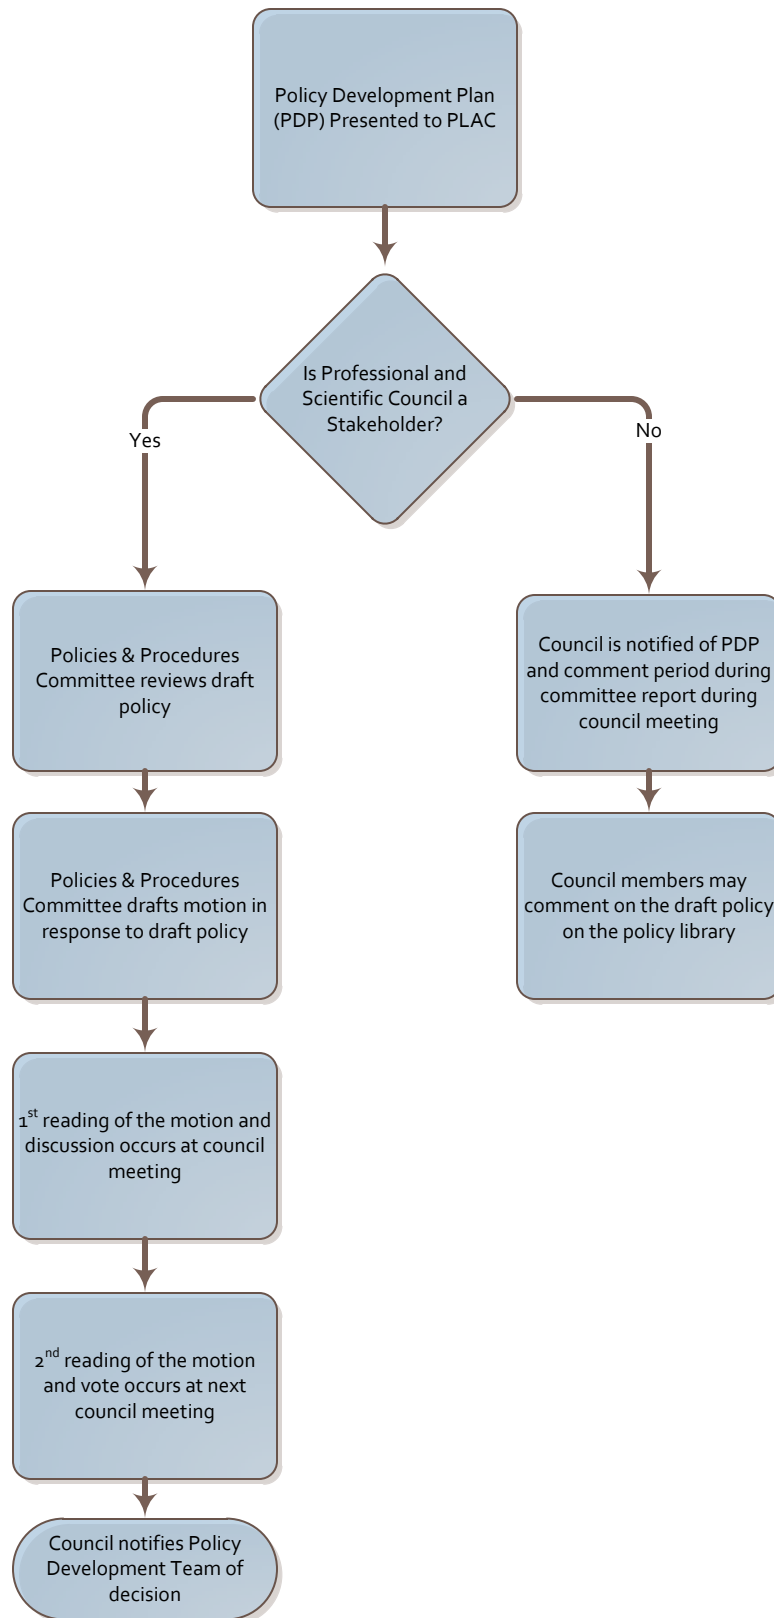 Policy Development Plan
(PDP) Presented to PLAC
Is Professional and
Scientific Council a
Stakeholder?
Yes
No
Policies & Procedures
Committee reviews draft
policy
Council is notified of PDP
and comment period during
committee report during
council meeting
Policies & Procedures
Committee drafts motion in
response to draft policy
Council members may
comment on the draft policy
on the policy library
1st reading of the motion and
discussion occurs at council
meeting
2nd reading of the motion
and vote occurs at next
council meeting
Council notifies Policy
Development Team of
decision